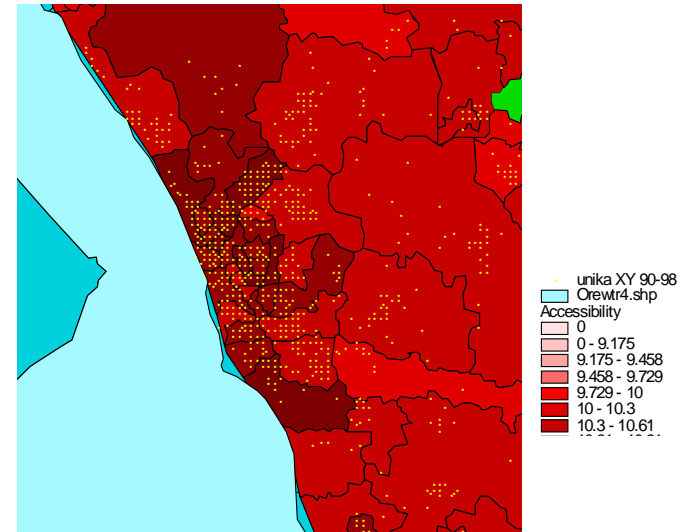 unika XY 90-98
Orewtr4.shp
Accessibility
0
0 - 9.175
9.175 - 9.458
9.458 - 9.729
9.729 - 10
10 - 10.3
10.3 - 10.61